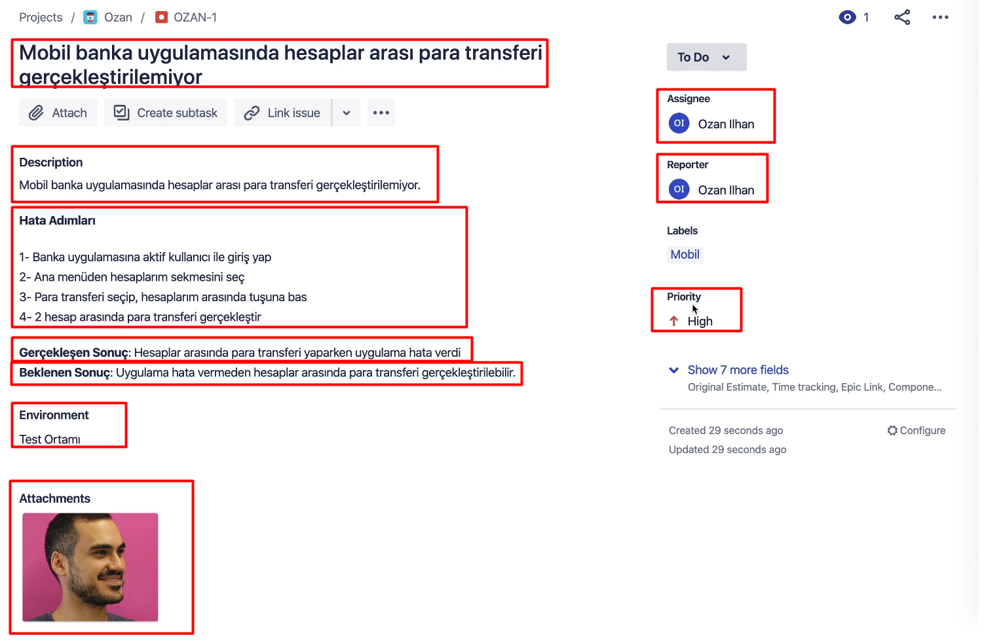 Projects / Ozan / OZAN-1
1
Mobil banka uygulamasında hesaplar arası para transferi
gerçekleştirilemiyor
Attach
Create subtask
Link issue
Description
Mobil banka uygulamasında hesaplar arası para transferi gerçekleştirilemiyor.
Hata Adımları
1- Banka uygulamasına aktif kullanıcı ile giriş yap
2- Ana menüden hesaplarım sekmesini seç
3- Para transferi seçip, hesaplarım arasında tuşuna bas
4- 2 hesap arasında para transferi gerçekleştir
Gerçekleşen Sonuç: Hesaplar arasında para transferi yaparken uygulama hata verdi
Beklenen Sonuç: Uygulama hata vermeden hesaplar arasında para transferi gerçekleştirilebilir.
Environment
Test Ortamı
Attachments
To Do
Assignee
OI Ozan Ilhan
Reporter
OI Ozan Ilhan
Labels
Mobil
Priority
High
Show 7 more fields
Original Estimate, Time tracking, Epic Link, Compone...
Created 29 seconds ago
Configure
Updated 29 seconds ago